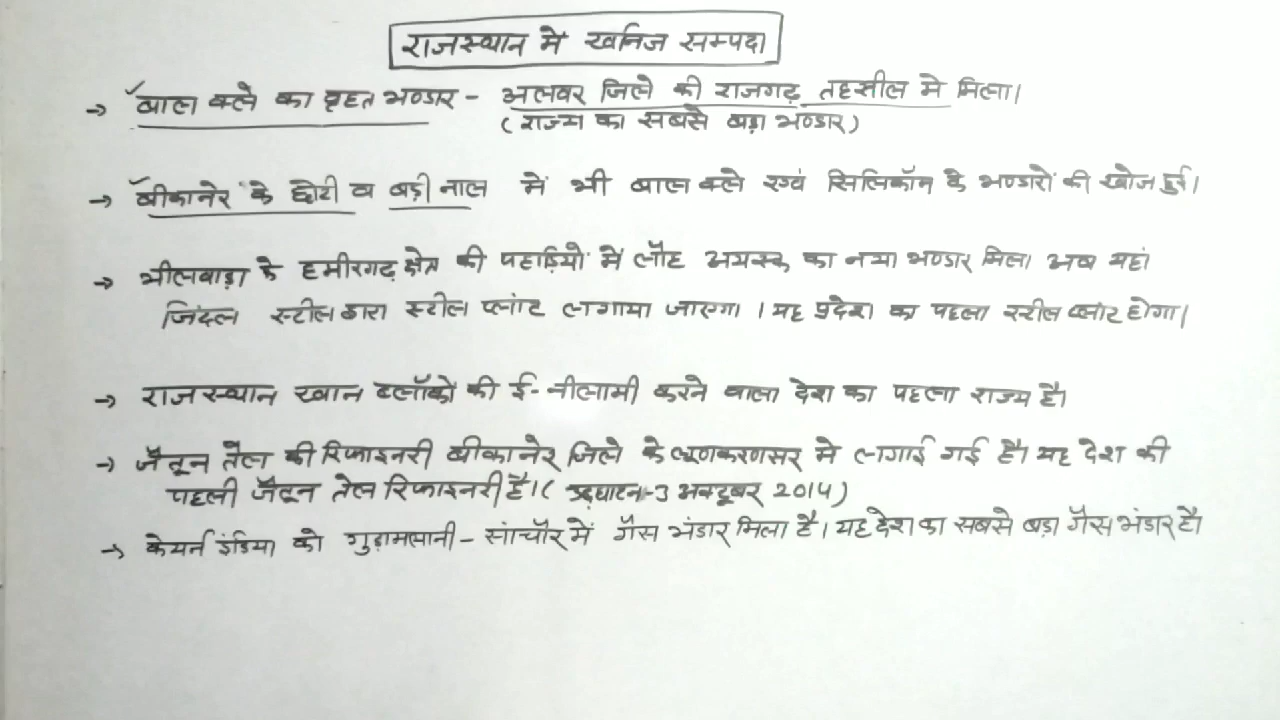 राजस्थान में खनिज सम्पदा
→ बाल क्ले का वृहत भण्डार - अलवर जिले की राजगढ़ तहसील मे मिला।
(राज्य का सबसे बड़ा भण्डार)
→ बीकानेर के छोटी व बड़ी नाल में भी बाल क्ले एवं सिलिकॉन के भण्डारों की खोज हुई।
→ भीलवाड़ा के हमीरगढ़ क्षेत्र की पहाड़ियों में लौह अयस्क का नया भण्डार मिला। अब यहां
जिंदल स्टील द्वारा स्टील प्लांट लगाया जाएगा। यह प्रदेश का पहला स्टील प्लांट होगा।
→ राजस्थान खान ब्लॉकों की ई-नीलामी करने वाला देश का पहला राज्य है।
→ जैतून तेल की रिफाइनरी बीकानेर जिले के लूणकरणसर मे लगाई गई है। यह देश की
पहली जैतून तेल रिफाइनरी है। (उद्घाटन-3 अक्टूबर 2014)
→ केयर्न इंडिया को गुड़ामलानी - सांचौर में गैस भंडार मिला है। यह देश का सबसे बड़ा गैस भंडार है।